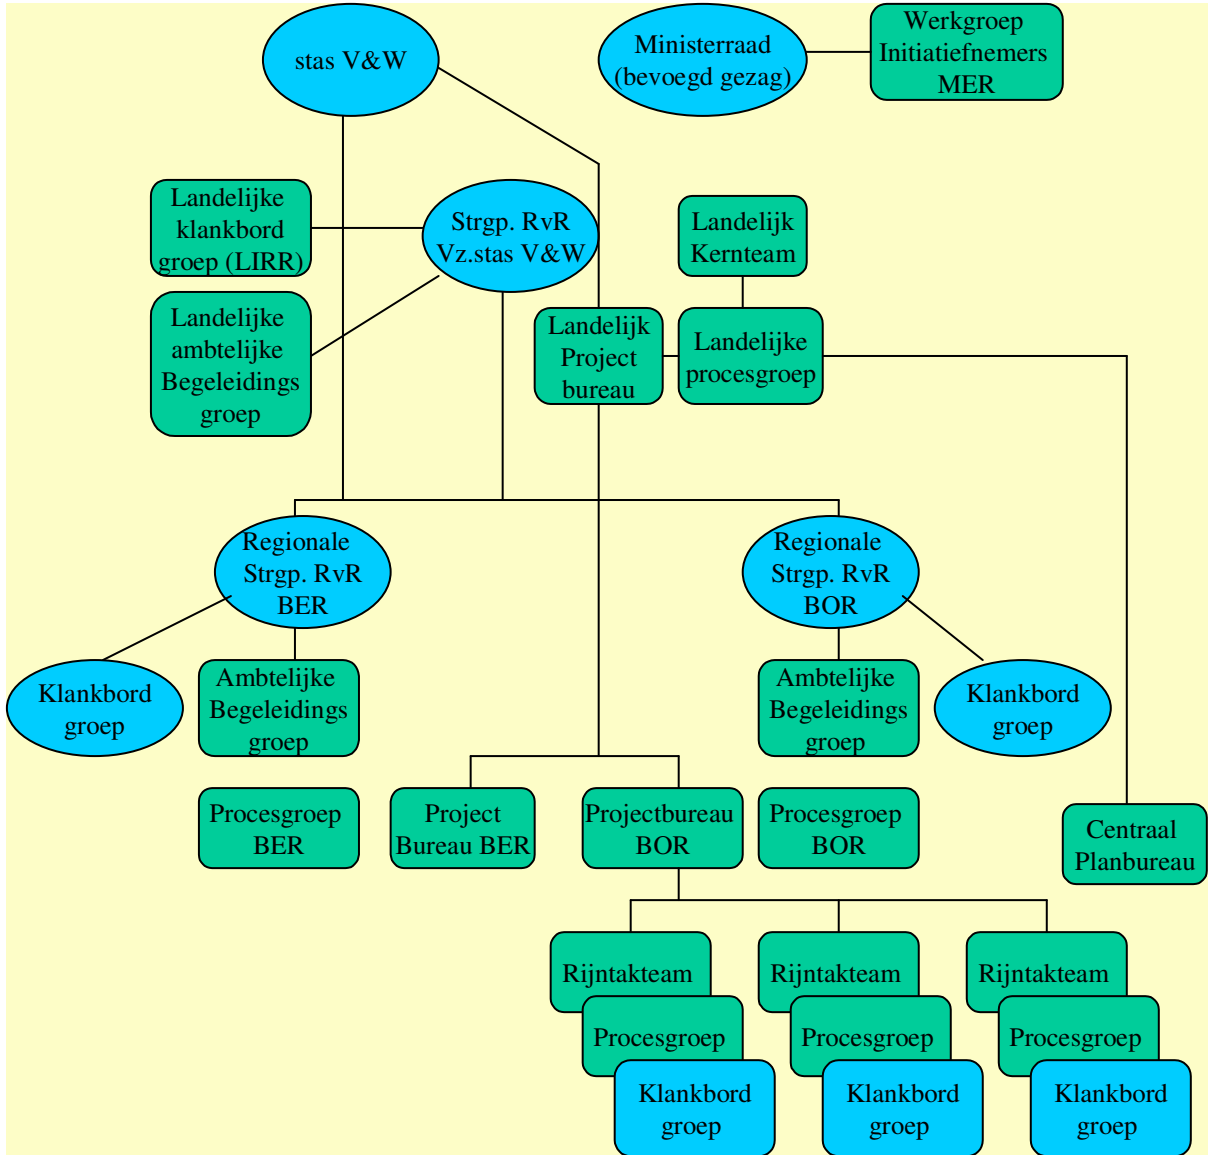 stas V&W
Ministerraad
(bevoegd gezag)
Werkgroep
Initiatiefnemers
MER
Landelijke
klankbord
groep (LIRR)
Strgp. RvR
Vz.stas V&W
Landelijk
Kernteam
Landelijke
ambtelijke
Begeleidings
groep
Landelijk
Project
bureau
Landelijke
procesgroep
Regionale
Strgp. RvR
BER
Regionale
Strgp. RvR
BOR
Klankbord
groep
Ambtelijke
Begeleidings
groep
Ambtelijke
Begeleidings
groep
Klankbord
groep
Procesgroep
BER
Project
Bureau BER
Projectbureau
BOR
Procesgroep
BOR
Centraal
Planbureau
Rijntakteam
Procesgroep
Klankbord
groep
Rijntakteam
Procesgroep
Klankbord
groep
Rijntakteam
Procesgroep
Klankbord
groep